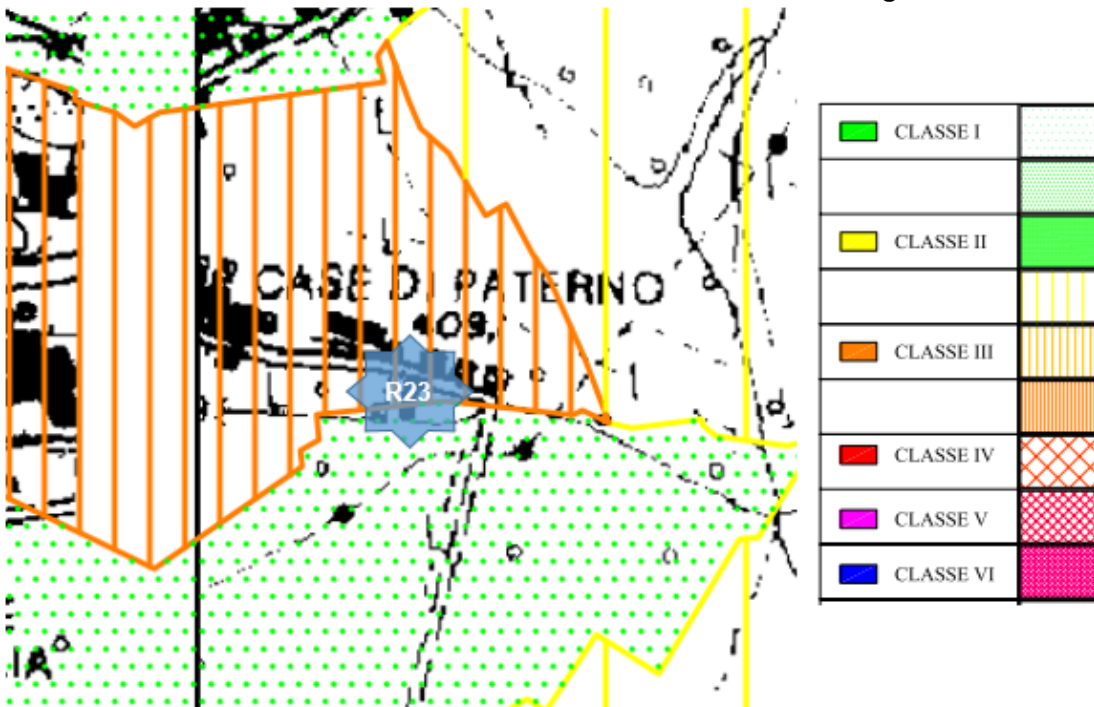 CASE DI PATERNO
409,
R23
IA
CLASSE I
CLASSE II
CLASSE III
CLASSE IV
CLASSE V
CLASSE VI